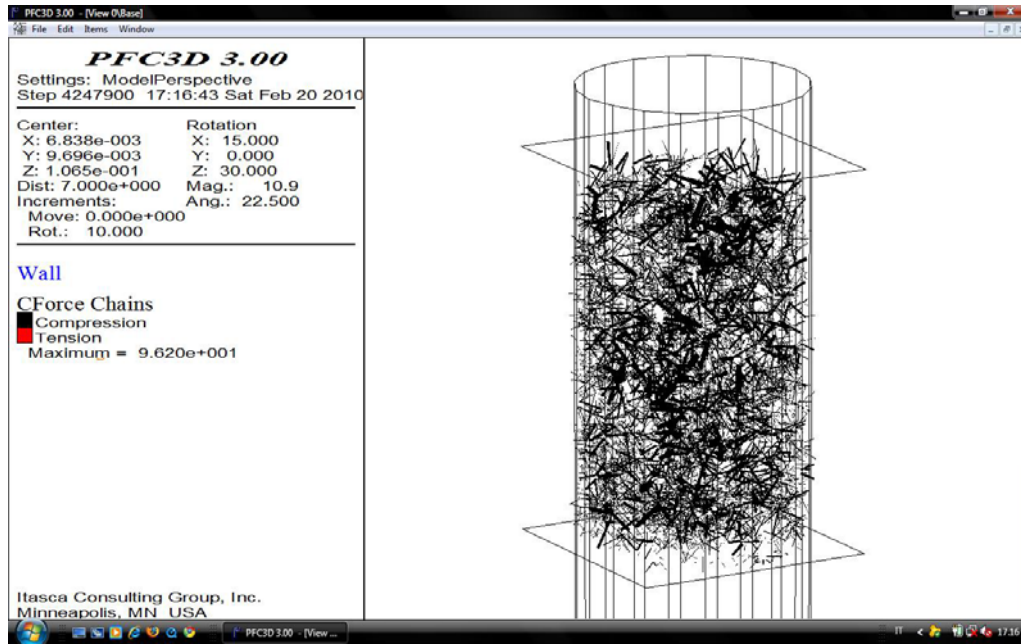 PFC3D 3.00 - [View 0\Base]
File Edit Items Window
PFC3D 3.00
Settings: ModelPerspective
Step 4247900 17:16:43 Sat Feb 20 2010
Center: Rotation
X: 6.838e-003 X: 15.000
Y: 9.696e-003 Y: 0.000
Z: 1.065e-001 Z: 30.000
Dist: 7.000e+000 Mag.: 10.9
Increments: Ang.: 22.500
Move: 0.000e+000
Rot.: 10.000
Wall
CForce Chains
Compression
Tension
Maximum = 9.620e+001
Itasca Consulting Group, Inc.
Minneapolis, MN USA
PFC3D 3.00 - [View ...
IT < 17.16